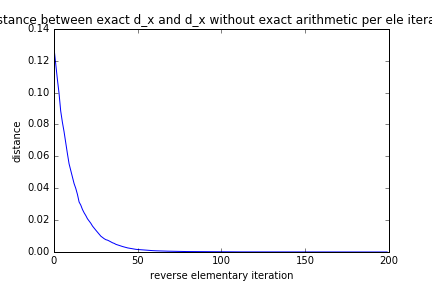 stance between exact d_x and d_x without exact arithmetic per ele itera
0.14
0.12
0.10
0.08
0.06
0.04
0.02
0.00
distance
0 50 100 150 200
reverse elementary iteration